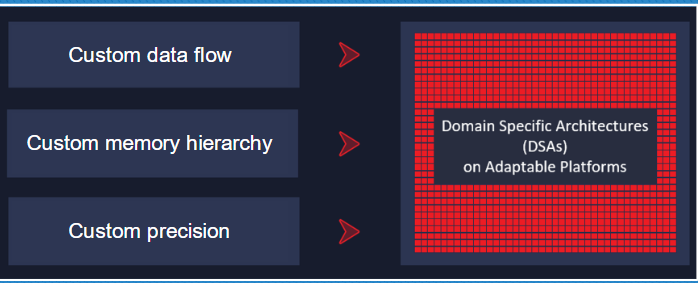 Custom data flow
Custom memory hierarchy
Custom precision
Domain Specific Architectures
(DSAs)
on Adaptable Platforms